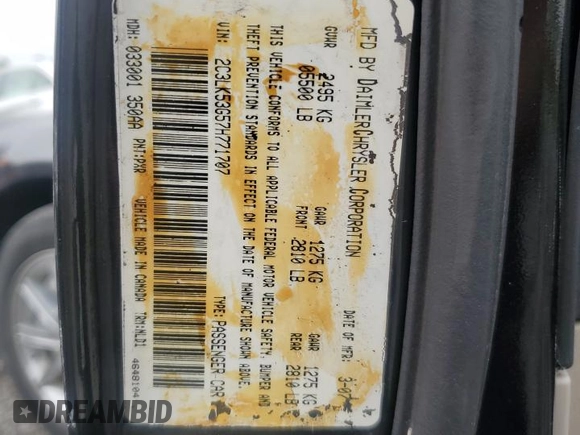 MFD BY DAIMLERCHRYSLER CORPORATION
DATE OF MFR: 3-07
GVWR 2495 KG
05500 LB
GAWR FRONT 1275 KG
2810 LB
GAWR REAR 1275 KG
2810 LB
THIS VEHICLE CONFORMS TO ALL APPLICABLE FEDERAL MOTOR VEHICLE SAFETY, BUMPER AND
THEFT PREVENTION STANDARDS IN EFFECT ON THE DATE OF MANUFACTURE SHOWN ABOVE.
VIN: 2C3LK53G57H771707
TYPE: PASSENGER CAR
MDH: 033001 350AA
PNT: PXR
VEHICLE MADE IN CANADA
TRM: NLD1
4648104
DREAMBID